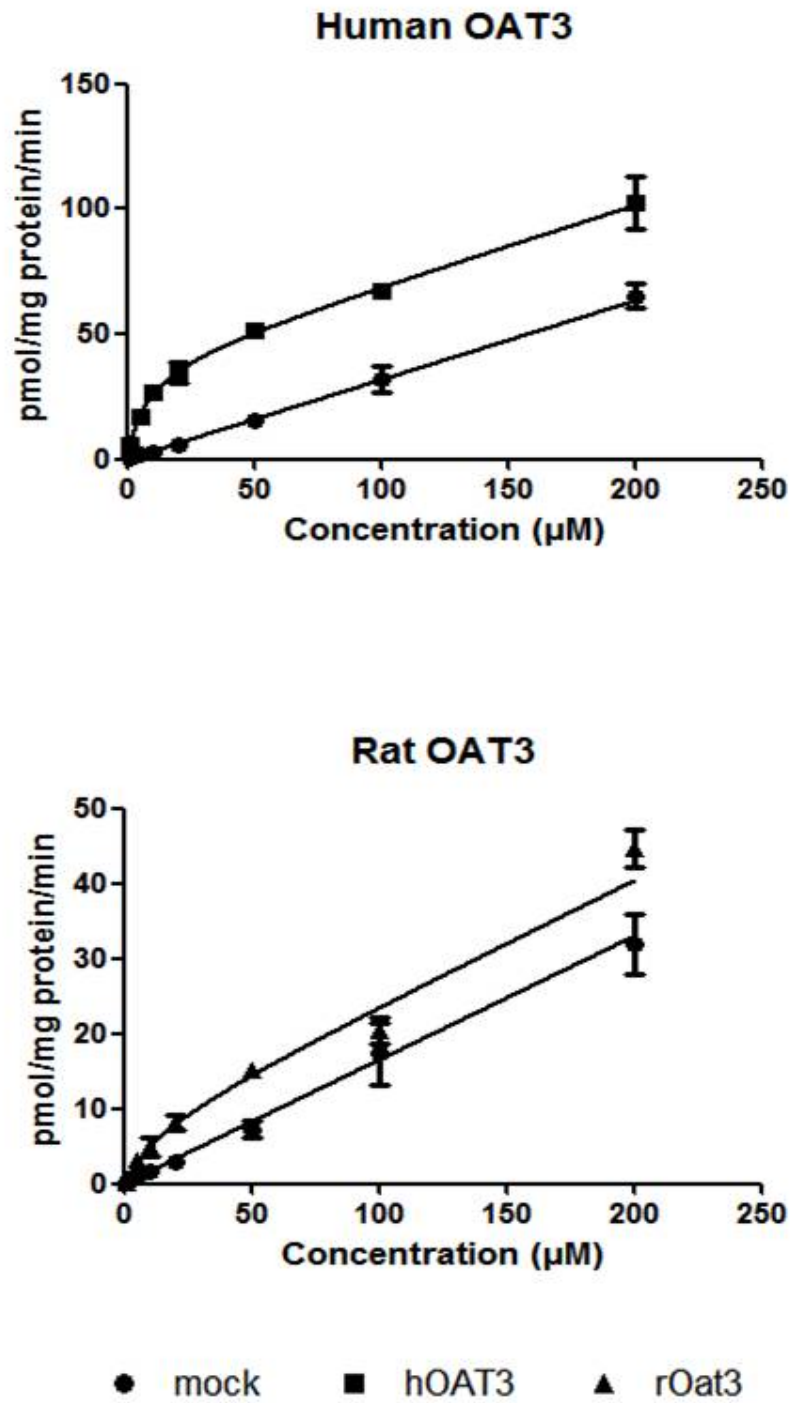 Human OAT3
150
100
50
0
pmol/mg protein/min
0 50 100 150 200 250
Concentration (µM)
Rat OAT3
50
40
30
20
10
0
pmol/mg protein/min
0 50 100 150 200 250
Concentration (µM)
mock hOAT3 rOat3